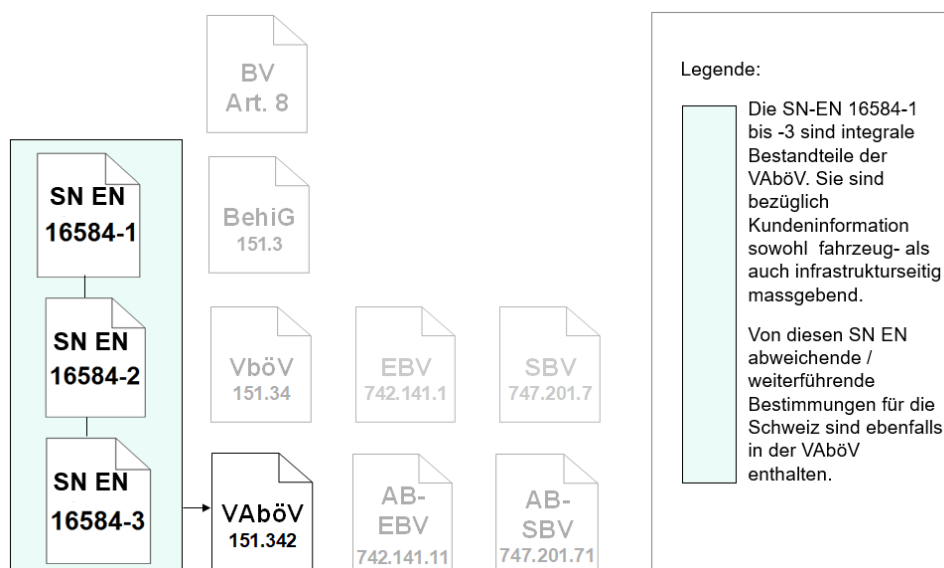 BV
Art. 8
SN EN
16584-1
BehiG
151.3
SN EN
16584-2
VböV
151.34
EBV
742.141.1
SBV
747.201.7
SN EN
16584-3
VAböV
151.342
AB-
EBV
742.141.11
AB-
SBV
747.201.71
Legende:
Die SN-EN 16584-1
bis -3 sind integrale
Bestandteile der
VAböV. Sie sind
bezüglich
Kundeninformation
sowohl fahrzeug- als
auch infrastrukturseitig
massgebend.
Von diesen SN EN
abweichende /
weiterführende
Bestimmungen für die
Schweiz sind ebenfalls
in der VAböV
enthalten.